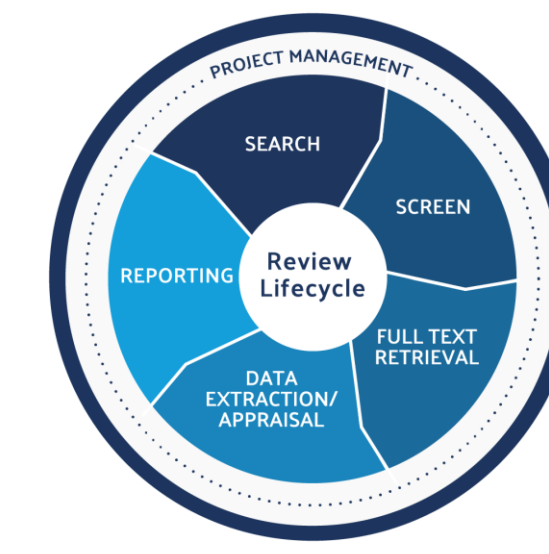 PROJECT MANAGEMENT
SEARCH
SCREEN
Review
Lifecycle
REPORTING
FULL TEXT
RETRIEVAL
DATA
EXTRACTION/
APPRAISAL